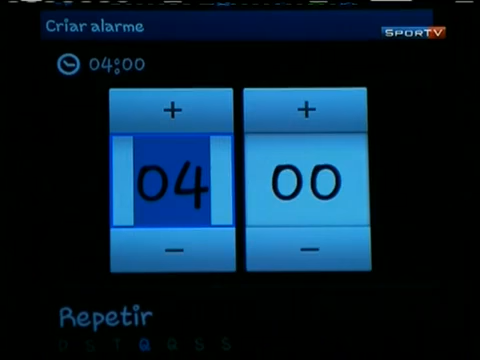 Criar alarme
SPORTV
04:00
+ +
04 00
− −
Repetir
D S T Q Q S S